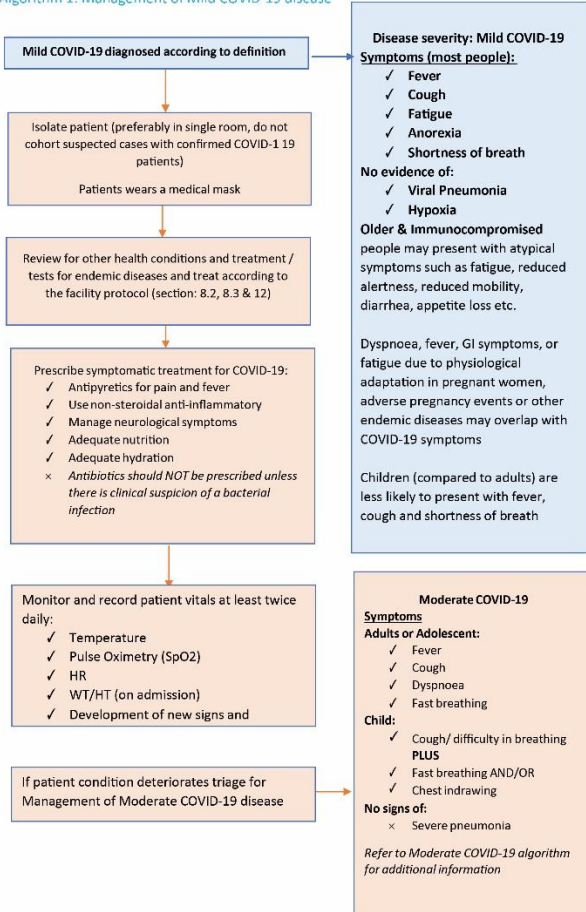 Algorithm 1: Management of Mild COVID-19 disease
Mild COVID-19 diagnosed according to definition
Isolate patient (preferably in single room, do not
cohort suspected cases with confirmed COVID-1 19
patients)
Patients wears a medical mask
Review for other health conditions and treatment /
tests for endemic diseases and treat according to
the facility protocol (section: 8.2, 8.3 & 12)
Prescribe symptomatic treatment for COVID-19:
✓ Antipyretics for pain and fever
✓ Use non-steroidal anti-inflammatory
✓ Manage neurological symptoms
✓ Adequate nutrition
✓ Adequate hydration
× Antibiotics should NOT be prescribed unless
there is clinical suspicion of a bacterial
infection
Monitor and record patient vitals at least twice
daily:
✓ Temperature
✓ Pulse Oximetry (SpO2)
✓ HR
✓ WT/HT (on admission)
✓ Development of new signs and
If patient condition deteriorates triage for
Management of Moderate COVID-19 disease
Disease severity: Mild COVID-19
Symptoms (most people):
✓ Fever
✓ Cough
✓ Fatigue
✓ Anorexia
✓ Shortness of breath
No evidence of:
✓ Viral Pneumonia
✓ Hypoxia
Older & Immunocompromised
people may present with atypical
symptoms such as fatigue, reduced
alertness, reduced mobility,
diarrhea, appetite loss etc.
Dyspnoea, fever, GI symptoms, or
fatigue due to physiological
adaptation in pregnant women,
adverse pregnancy events or other
endemic diseases may overlap with
COVID-19 symptoms
Children (compared to adults) are
less likely to present with fever,
cough and shortness of breath
Moderate COVID-19
Symptoms
Adults or Adolescent:
✓ Fever
✓ Cough
✓ Dyspnoea
✓ Fast breathing
Child:
✓ Cough/ difficulty in breathing
PLUS
✓ Fast breathing AND/OR
✓ Chest indrawing
No signs of:
× Severe pneumonia
Refer to Moderate COVID-19 algorithm
for additional information